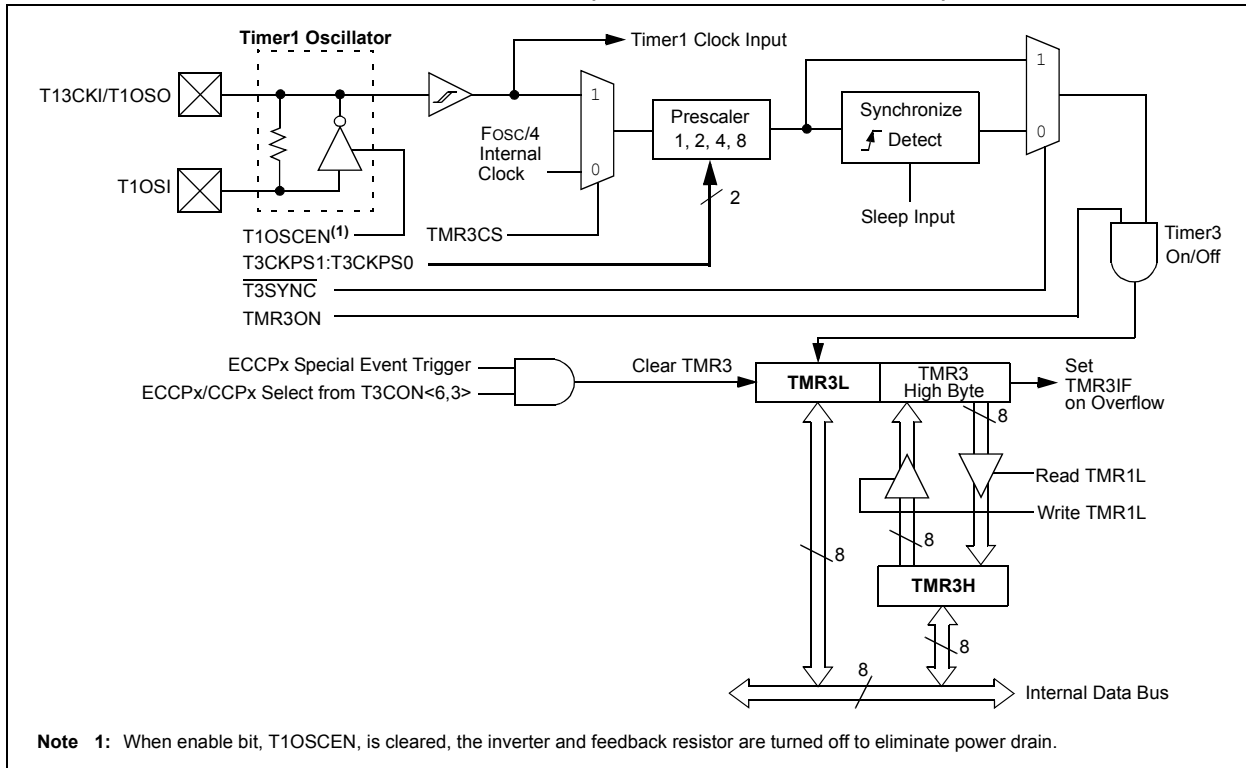 Timer1 Oscillator
Timer1 Clock Input
T13CKI/T1OSO
1
1
FOSC/4
Internal
Clock
Prescaler
1, 2, 4, 8
Synchronize
Detect
0
0
T1OSI
2
Sleep Input
T1OSCEN(1)
TMR3CS
Timer3
On/Off
T3CKPS1:T3CKPS0
T3SYNC
TMR3ON
ECCPx Special Event Trigger
ECCPx/CCPx Select from T3CON<6,3>
Clear TMR3
TMR3L
TMR3
High Byte
Set
TMR3IF
on Overflow
8
Read TMR1L
Write TMR1L
8
8
TMR3H
8
8
Internal Data Bus
Note 1: When enable bit, T1OSCEN, is cleared, the inverter and feedback resistor are turned off to eliminate power drain.